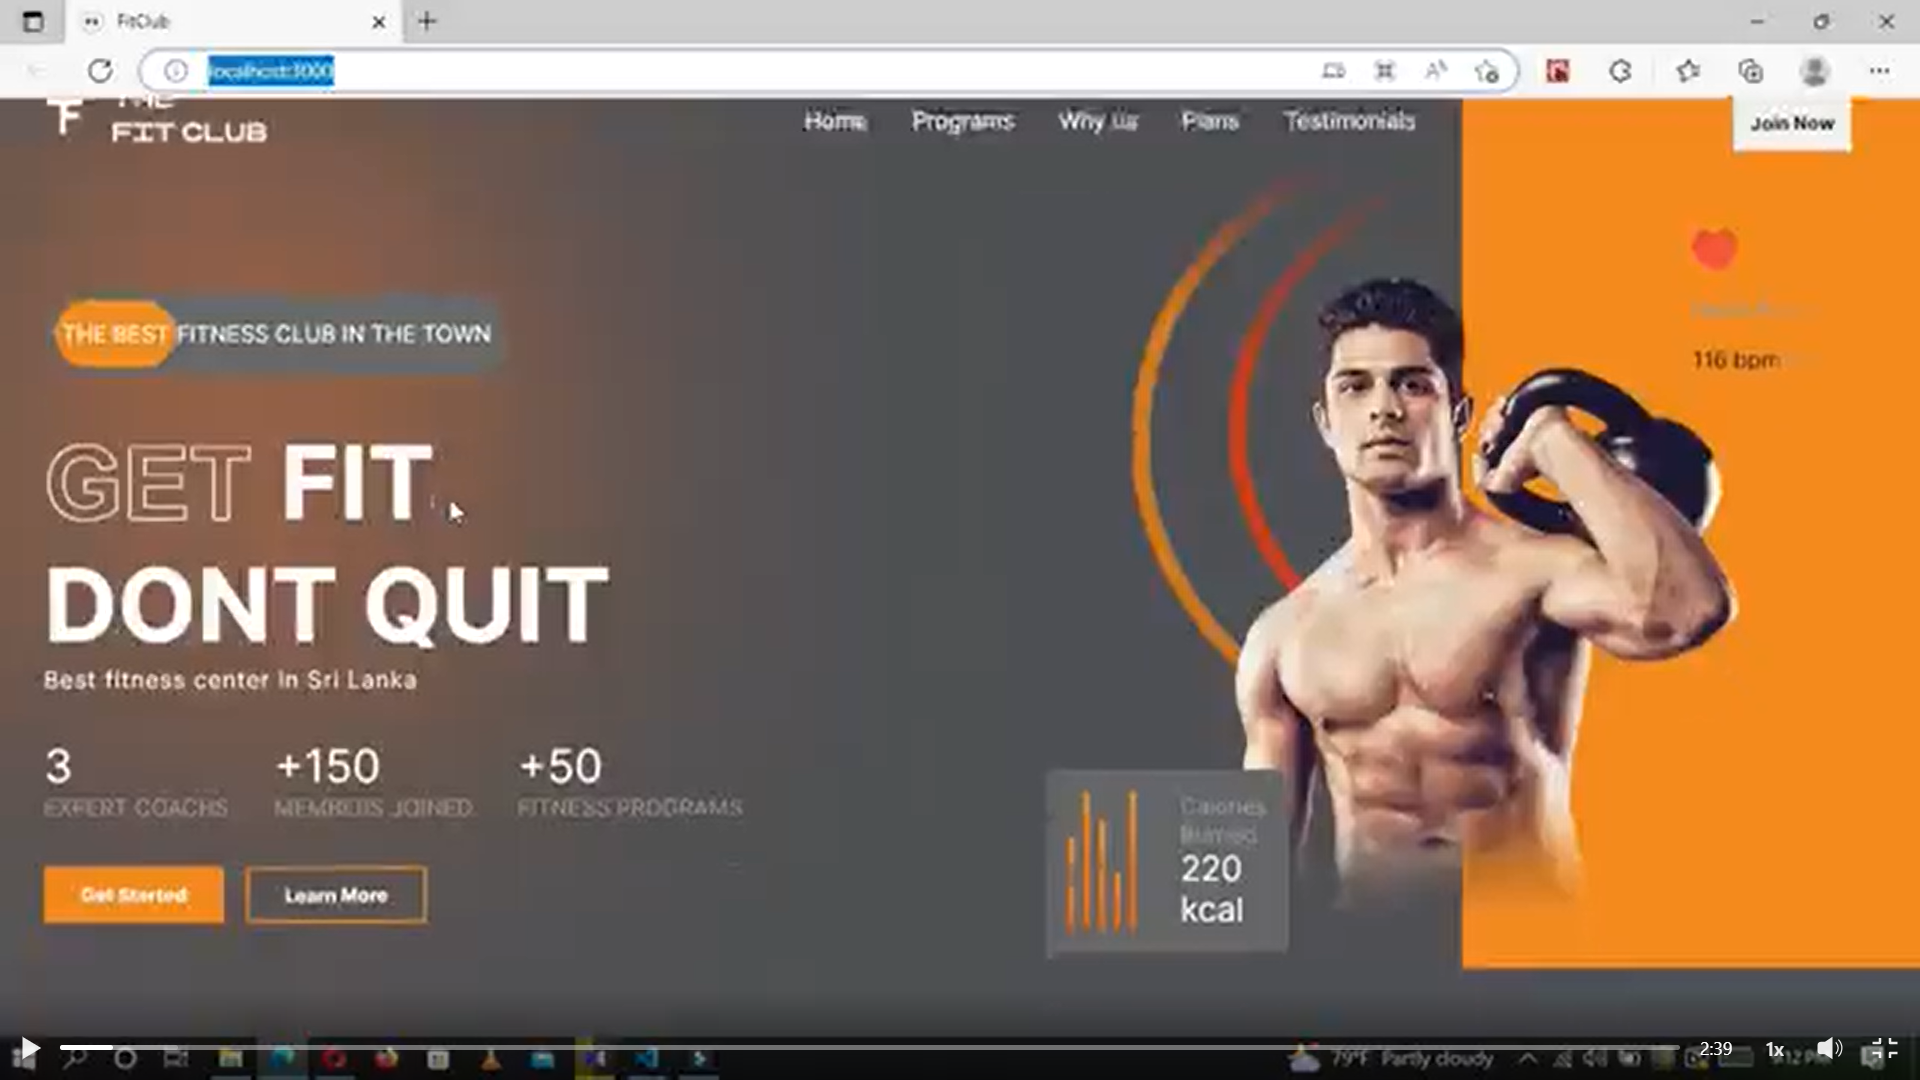 FitClub
localhost:3000
THE
FIT CLUB
Home
Programs
Why us
Plans
Testimonials
Join Now
THE BEST FITNESS CLUB IN THE TOWN
116 bpm
GET FIT
DONT QUIT
Best fitness center in Sri Lanka
3
+150
+50
EXPERT COACHS
MEMBERS JOINED
FITNESS PROGRAMS
Calories
Burned
220
kcal
Get Started
Learn More
2:39
1x
79°F Partly cloudy